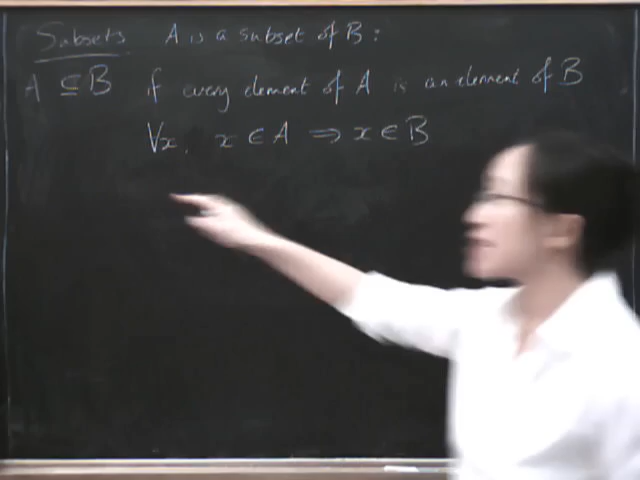 Subsets A is a subset of B:
A ⊆ B if every element of A is an element of B
∀x, x ∈ A ⇒ x ∈ B